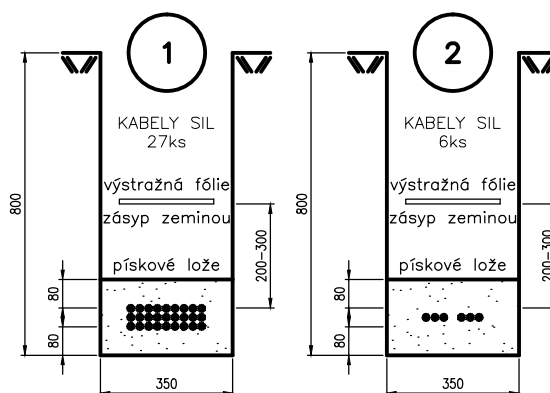 1
KABELY SIL
27ks
výstražná fólie
zásyp zeminou
pískové lože
800
80
80
200-300
350
2
KABELY SIL
6ks
výstražná fólie
zásyp zeminou
pískové lože
800
80
80
200-300
350